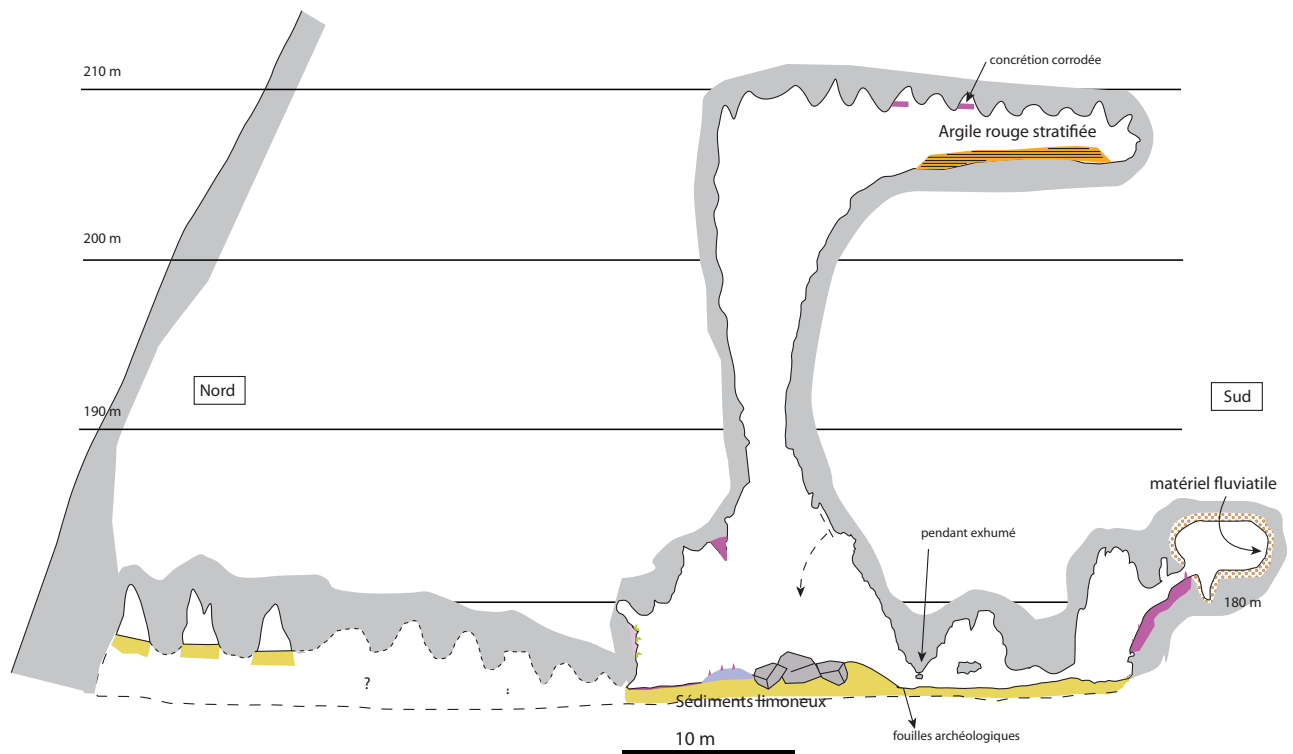 concrétion corrodée
210 m
Argile rouge stratifiée
200 m
Nord
Sud
190 m
matériel fluviatile
pendant exhumé
180 m
?
:
Sédiments limoneux
fouilles archéologiques
10 m